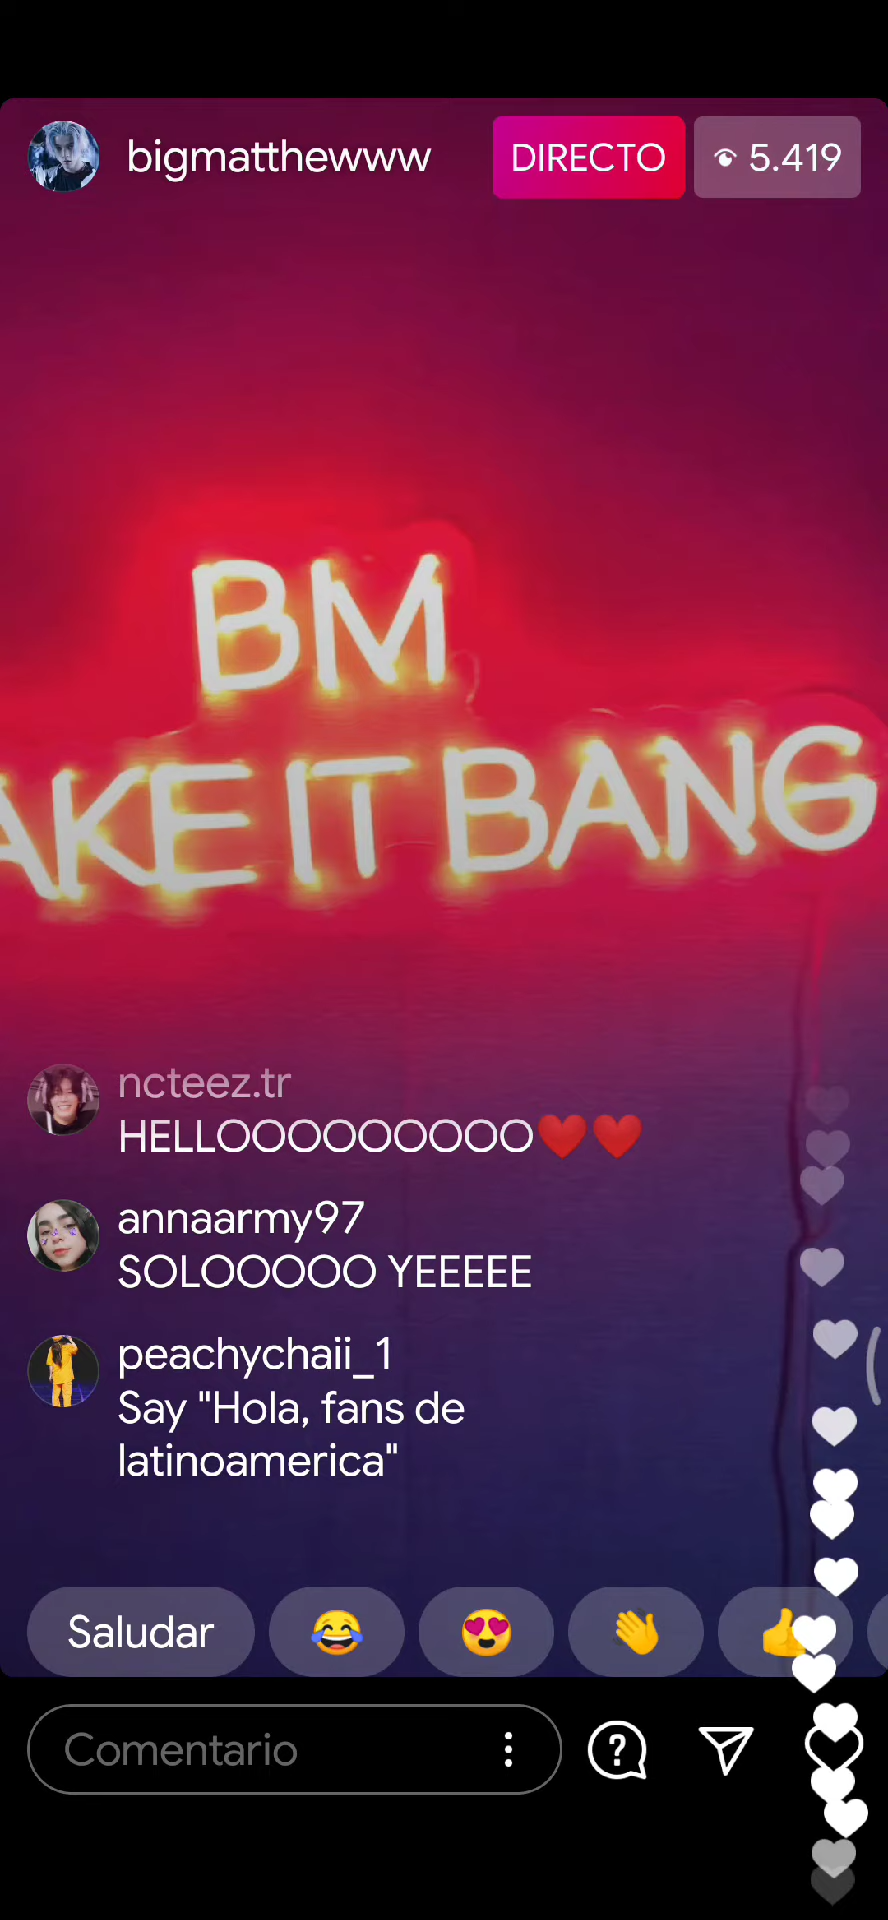 bigmatthewww DIRECTO 5.419
BM
AKE IT BANG
ncteez.tr
HELLOOOOOOOOO❤️❤️
annaarmy97
SOLOOOOO YEEEEE
peachychaii_1
Say "Hola, fans de
latinoamerica"
Saludar 😂 😍 👋 👍
Comentario